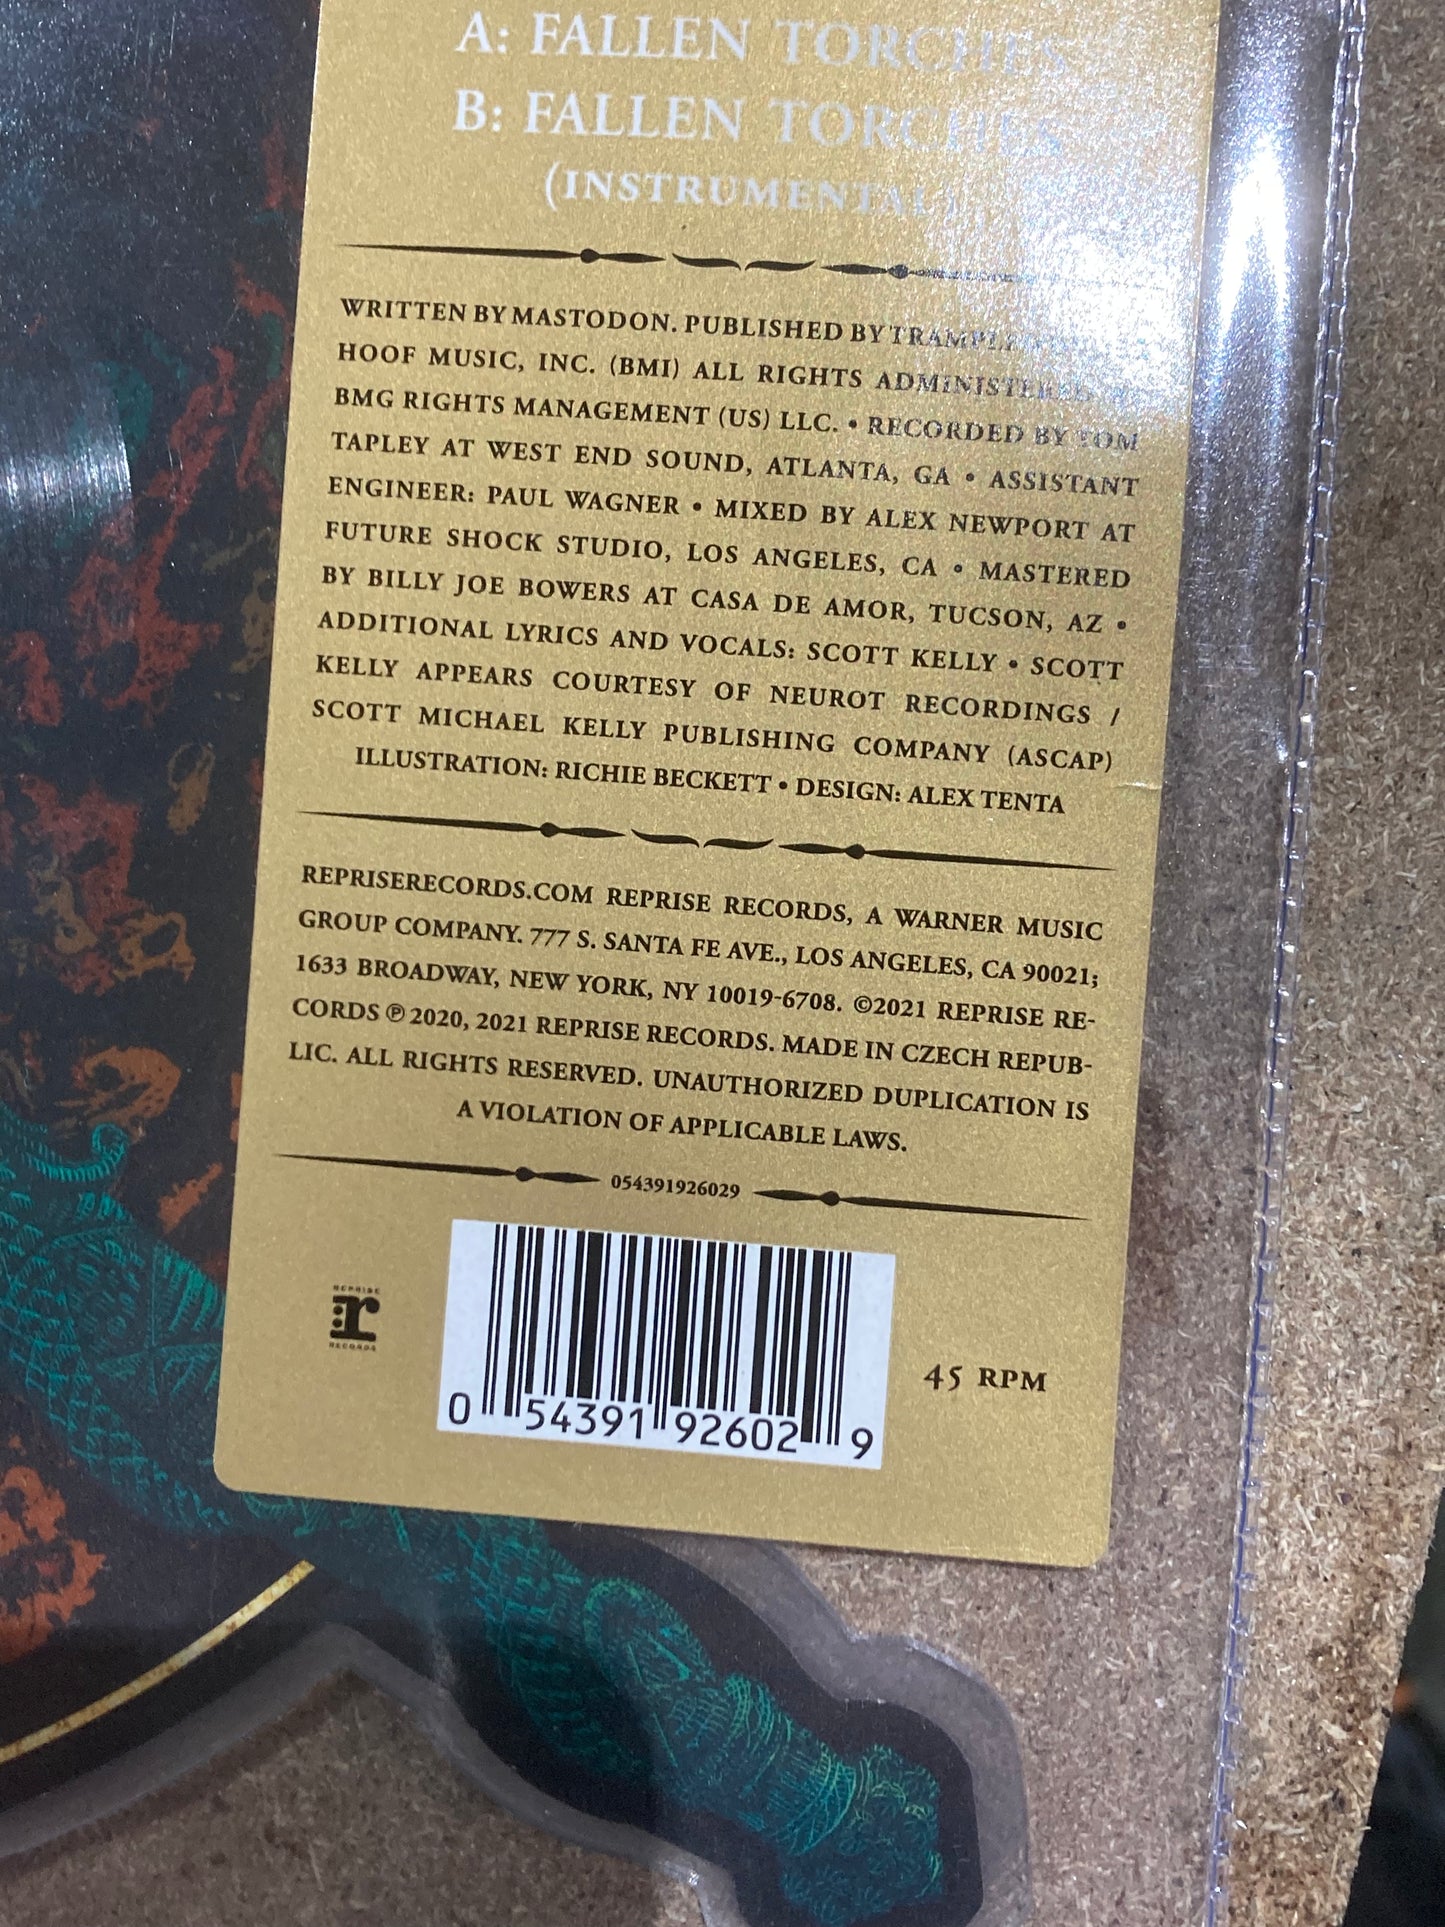 A: FALLEN TORCHES
B: FALLEN TORCHES
(INSTRUMENTAL)
WRITTEN BY MASTODON. PUBLISHED BY
HOOF MUSIC, INC. (BMI) ALL RIGHTS ADMINISTERED
BMG RIGHTS MANAGEMENT (US) LLC. • RECORDED BY TOM
TAPLEY AT WEST END SOUND, ATLANTA, GA • ASSISTANT
ENGINEER: PAUL WAGNER • MIXED BY ALEX NEWPORT AT
FUTURE SHOCK STUDIO, LOS ANGELES, CA • MASTERED
BY BILLY JOE BOWERS AT CASA DE AMOR, TUCSON, AZ •
ADDITIONAL LYRICS AND VOCALS: SCOTT KELLY • SCOTT
KELLY APPEARS COURTESY OF NEUROT RECORDINGS /
SCOTT MICHAEL KELLY PUBLISHING COMPANY (ASCAP)
ILLUSTRATION: RICHIE BECKETT • DESIGN: ALEX TENTA
REPRISERECORDS.COM REPRISE RECORDS, A WARNER MUSIC
GROUP COMPANY. 777 S. SANTA FE AVE., LOS ANGELES, CA 90021;
1633 BROADWAY, NEW YORK, NY 10019-6708. ©2021 REPRISE RE-
CORDS ℗ 2020, 2021 REPRISE RECORDS. MADE IN CZECH REPUB-
LIC. ALL RIGHTS RESERVED. UNAUTHORIZED DUPLICATION IS
A VIOLATION OF APPLICABLE LAWS.
054391926029
REPRISE
r
RECORDS
0 54391 92602 9
45 RPM